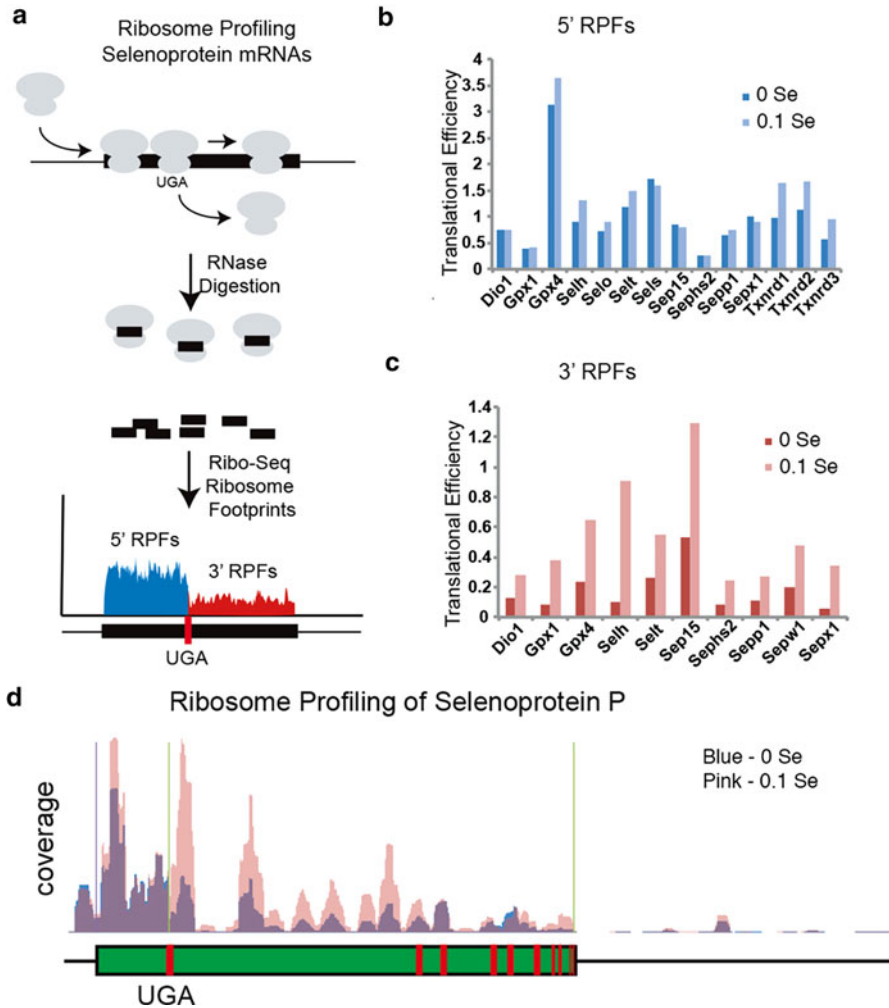 a
Ribosome Profiling
Selenoprotein mRNAs
UGA
RNase
Digestion
Ribo-Seq
Ribosome
Footprints
5' RPFs
3' RPFs
UGA
b
5' RPFs
Translational Efficiency
4
3.5
3
2.5
2
1.5
1
0.5
0
0 Se
0.1 Se
Dio1
Gpx1
Gpx4
Selh
Selo
Selt
Sels
Sep15
Sephs2
Sepp1
Sepx1
Txnrd1
Txnrd2
Txnrd3
c
3' RPFs
Translational Efficiency
1.4
1.2
1
0.8
0.6
0.4
0.2
0
0 Se
0.1 Se
Dio1
Gpx1
Gpx4
Selh
Selt
Sep15
Sephs2
Sepp1
Sepw1
Sepx1
d
Ribosome Profiling of Selenoprotein P
Blue - 0 Se
Pink - 0.1 Se
coverage
UGA